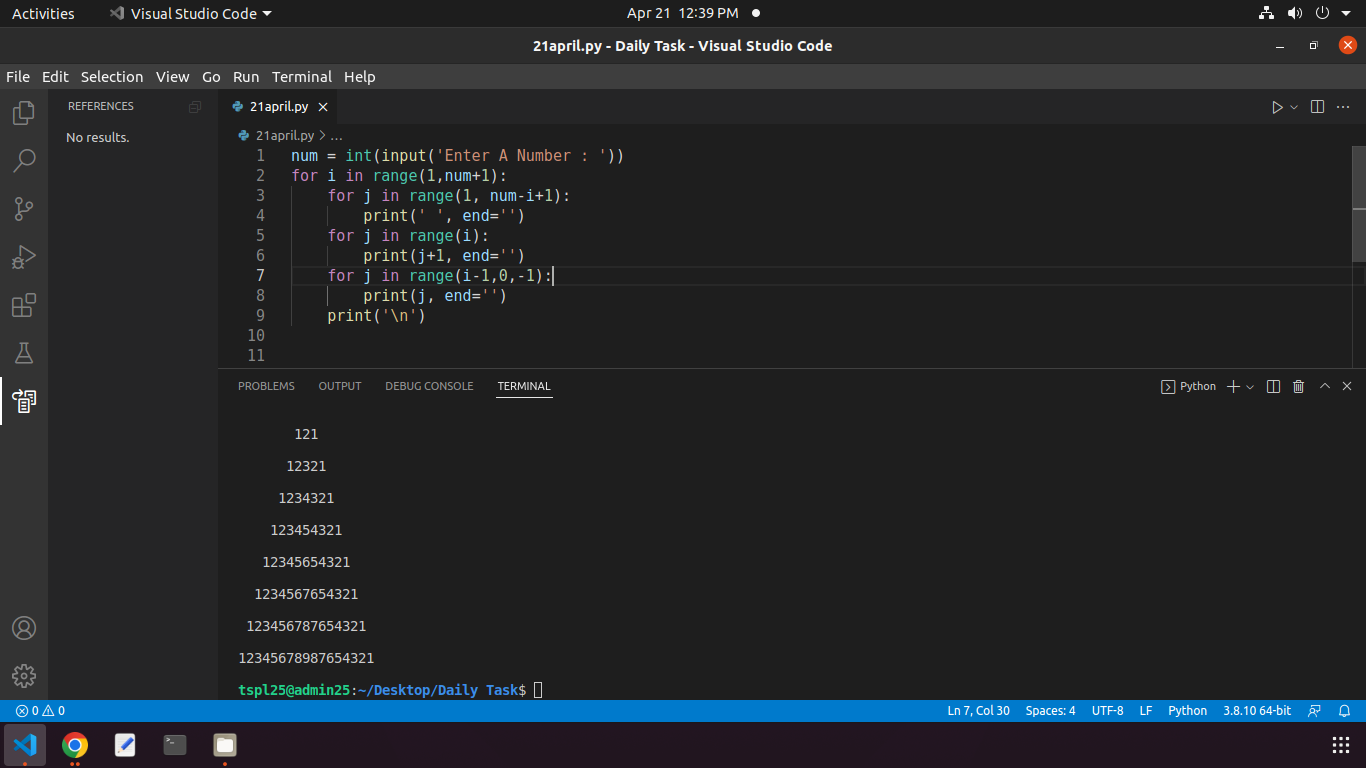 Activities Visual Studio Code Apr 21 12:39 PM
21april.py - Daily Task - Visual Studio Code
File Edit Selection View Go Run Terminal Help
REFERENCES
No results.
21april.py
21april.py > ...
1 num = int(input('Enter A Number : '))
2 for i in range(1,num+1):
3     for j in range(1, num-i+1):
4         print(' ', end='')
5     for j in range(i):
6         print(j+1, end='')
7     for j in range(i-1,0,-1):
8         print(j, end='')
9     print('\n')
10
11
PROBLEMS OUTPUT DEBUG CONSOLE TERMINAL Python
       121
      12321
     1234321
    123454321
   12345654321
  1234567654321
 123456787654321
12345678987654321
tspl25@admin25:~/Desktop/Daily Task$
0 0 Ln 7, Col 30 Spaces: 4 UTF-8 LF Python 3.8.10 64-bit